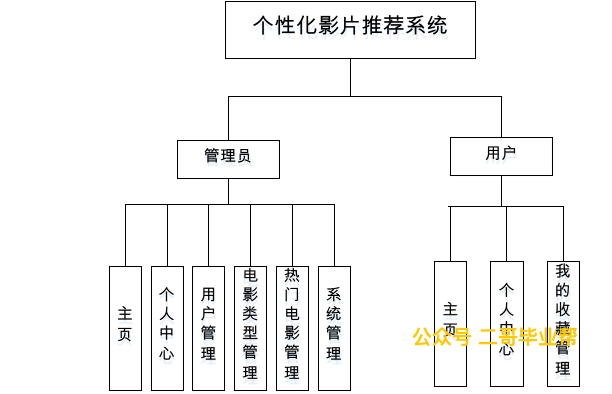 个性化影片推荐系统
管理员
用户
主页
个人中心
用户管理
电影类型管理
热门电影管理
系统管理
主页
个人中心
我的收藏管理
公众号 二哥毕业帮